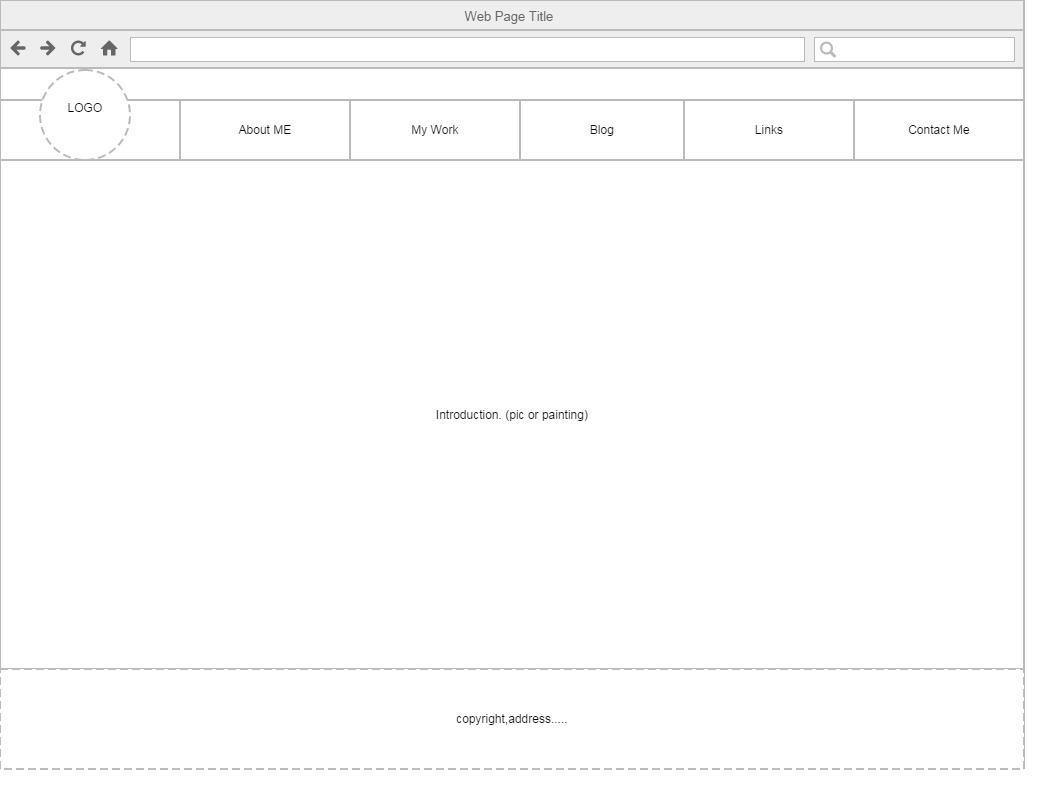 Web Page Title
LOGO
About ME
My Work
Blog
Links
Contact Me
Introduction. (pic or painting)
copyright,address.....